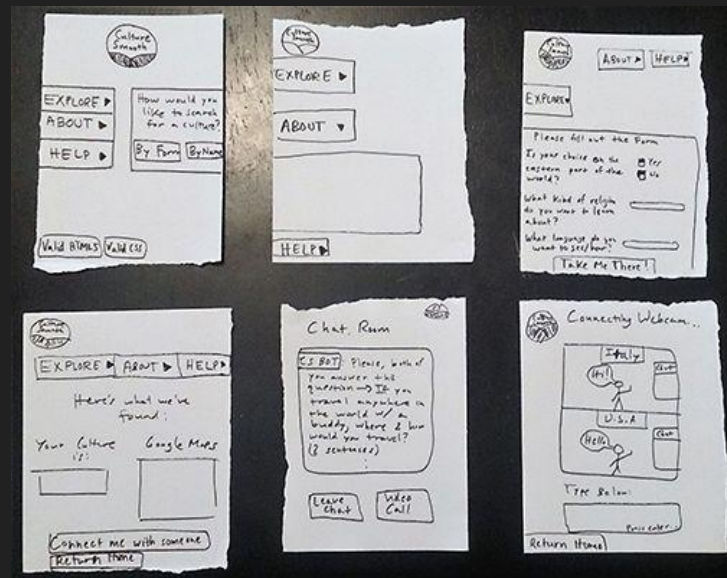 Culture
Smooth
EXPLORE ▶
ABOUT ▶
HELP ▶
How would you
like to search
for a culture?
By Form
By Name
Valid HTML5
Valid CSS
EXPLORE ▶
ABOUT ▼
HELP ▶
ABOUT ▶
HELP ▶
EXPLORE ▼
Please fill out the Form
Is your choice on the
eastern part of the
world?
Yes
No
What kind of religion
do you want to learn
about?
What language do you
want to see/hear?
Take Me There!
EXPLORE ▶
ABOUT ▶
HELP ▶
Here's what we've
found:
Your Culture
is:
Google Maps
Connect me with someone
Return Home
Chat Room
CS BOT: Please, both of
you answer this
question → If you
travel anywhere in
the world w/ a
buddy, where & how
would you travel?
(3 sentences)
Leave
Chat
Video
Call
Connecting Webcam...
Italy
Hi!
Chat
U.S.A
Hello
Chat
Type Below:
Press enter...
Return Home